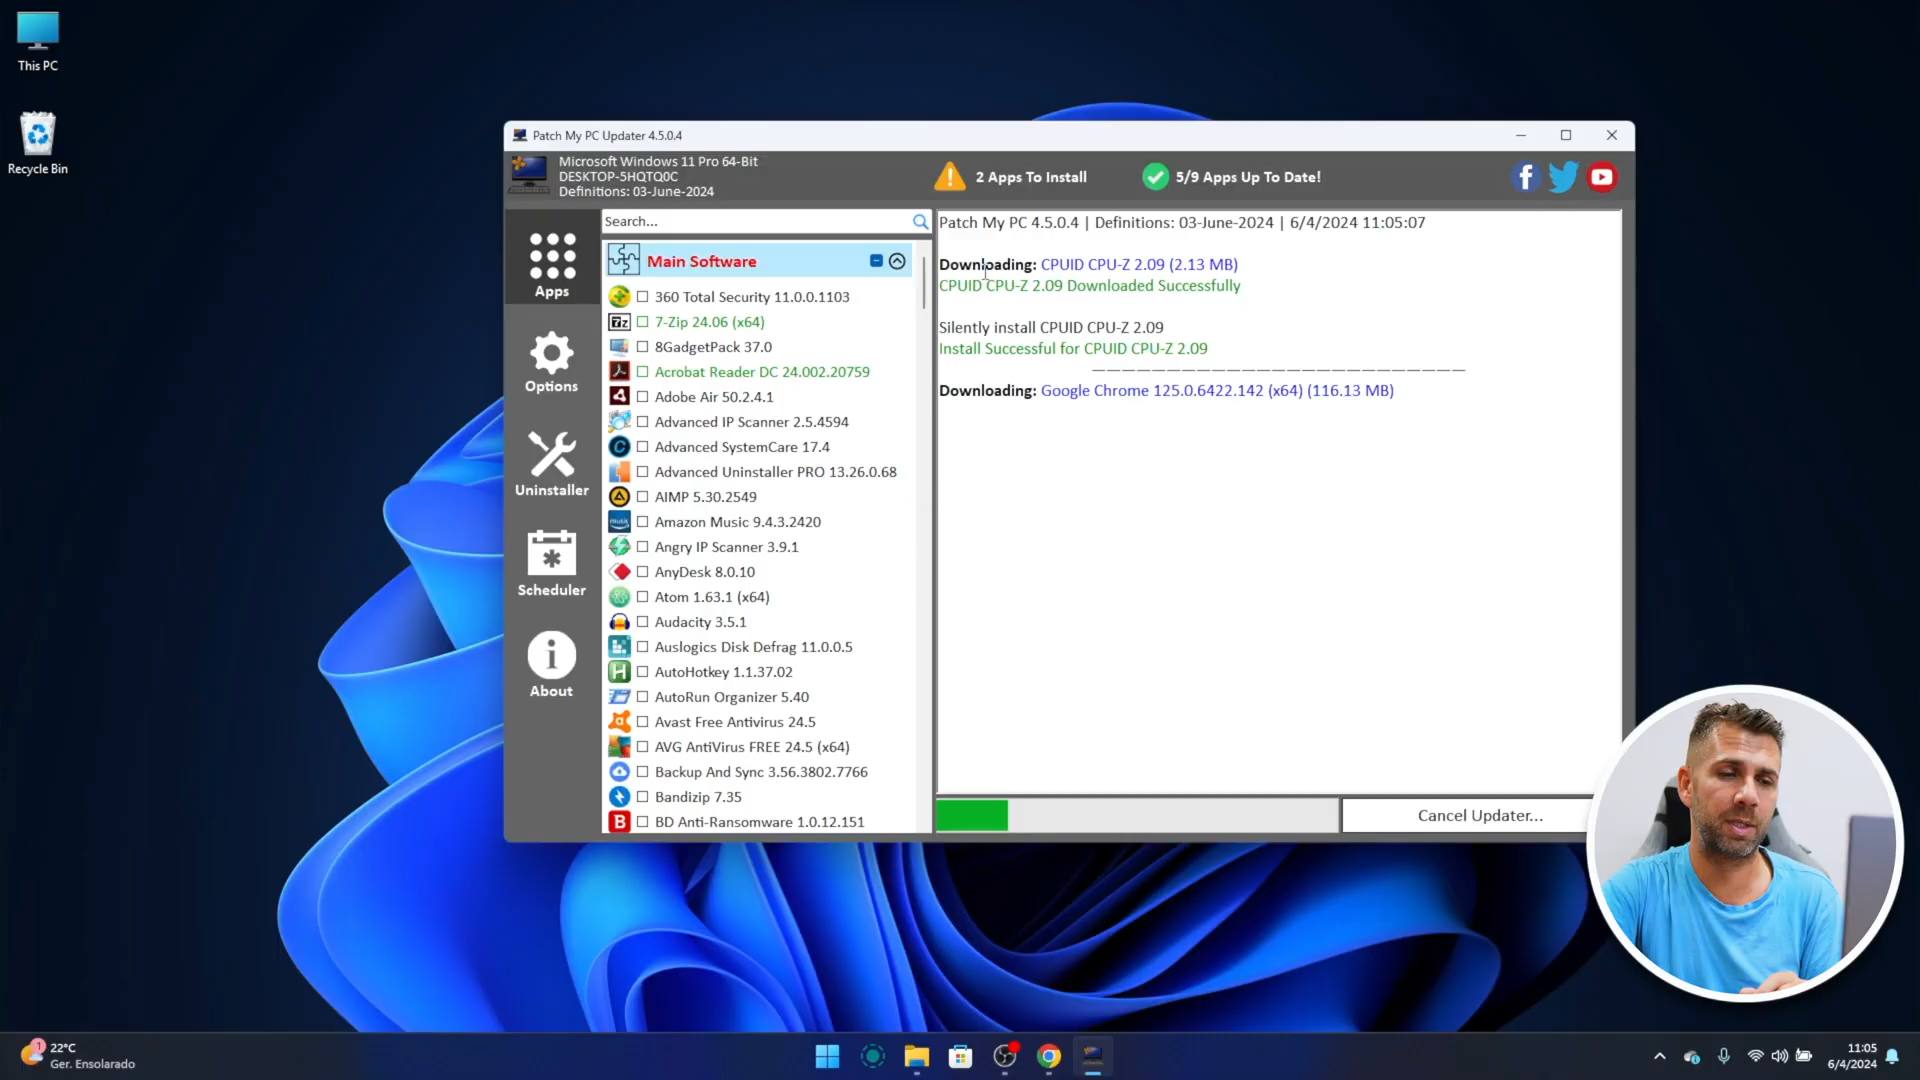 This PC
Recycle Bin
Patch My PC Updater 4.5.0.4
Microsoft Windows 11 Pro 64-Bit
DESKTOP-5HQTQ0C
Definitions: 03-June-2024
2 Apps To Install
5/9 Apps Up To Date!
Apps
Options
Uninstaller
Scheduler
About
Search...
Main Software
360 Total Security 11.0.0.1103
7z
7-Zip 24.06 (x64)
8GadgetPack 37.0
Acrobat Reader DC 24.002.20759
Adobe Air 50.2.4.1
Advanced IP Scanner 2.5.4594
Advanced SystemCare 17.4
Advanced Uninstaller PRO 13.26.0.68
AIMP 5.30.2549
music
Amazon Music 9.4.3.2420
Angry IP Scanner 3.9.1
AnyDesk 8.0.10
Atom 1.63.1 (x64)
Audacity 3.5.1
Auslogics Disk Defrag 11.0.0.5
H
AutoHotkey 1.1.37.02
AutoRun Organizer 5.40
Avast Free Antivirus 24.5
AVG AntiVirus FREE 24.5 (x64)
Backup And Sync 3.56.3802.7766
Bandizip 7.35
B
BD Anti-Ransomware 1.0.12.151
Patch My PC 4.5.0.4 | Definitions: 03-June-2024 | 6/4/2024 11:05:07
Downloading: CPUID CPU-Z 2.09 (2.13 MB)
CPUID CPU-Z 2.09 Downloaded Successfully
Silently install CPUID CPU-Z 2.09
Install Successful for CPUID CPU-Z 2.09
Downloading: Google Chrome 125.0.6422.142 (x64) (116.13 MB)
Cancel Updater...
1
22°C
Ger. Ensolarado
11:05
6/4/2024